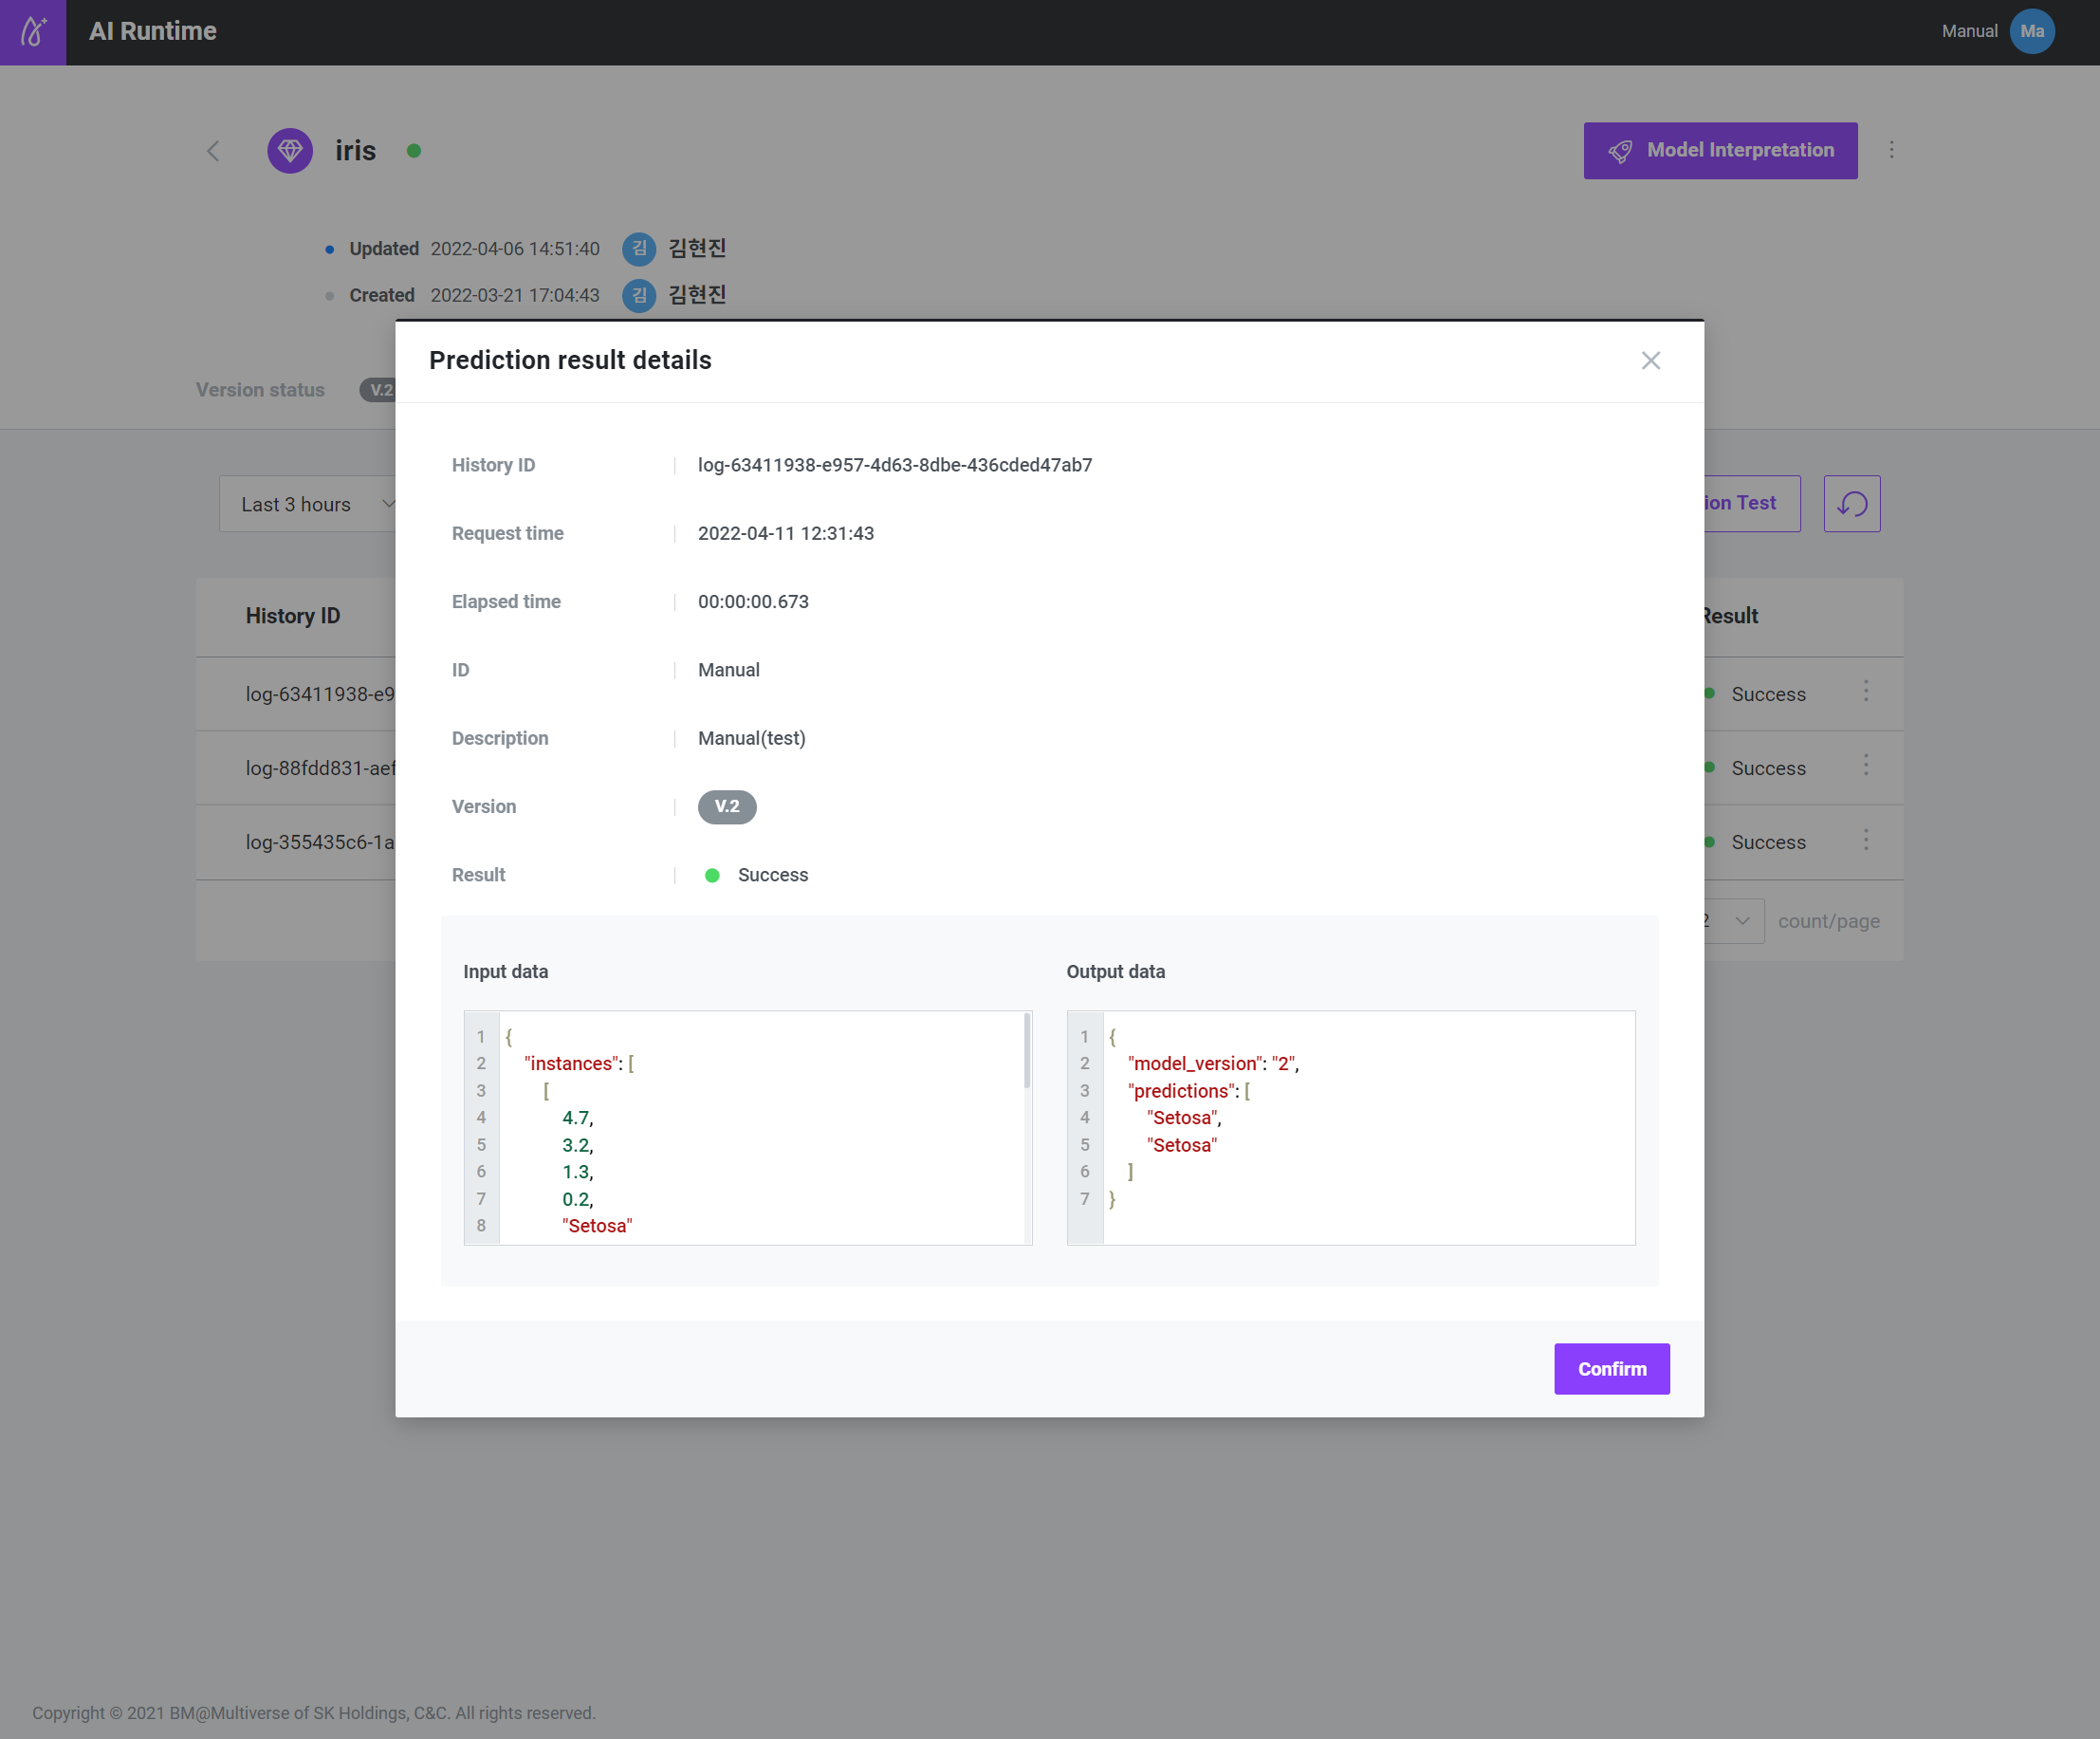 AI Runtime
Manual Ma
iris
Model Interpretation
Updated 2022-04-06 14:51:40 김 김현진
Created 2022-03-21 17:04:43 김 김현진
Prediction result details
Version status V.2
History ID log-63411938-e957-4d63-8dbe-436cded47ab7
Last 3 hours
ion Test
Request time 2022-04-11 12:31:43
Elapsed time 00:00:00.673
History ID
Result
ID Manual
log-63411938-e9
Success
Description Manual(test)
log-88fdd831-aef
Success
Version V.2
log-355435c6-1a
Success
Result Success
2 count/page
Input data
1 {
2 "instances": [
3 [
4 4.7,
5 3.2,
6 1.3,
7 0.2,
8 "Setosa"
Output data
1 {
2 "model_version": "2",
3 "predictions": [
4 "Setosa",
5 "Setosa"
6 ]
7 }
Confirm
Copyright © 2021 BM@Multiverse of SK Holdings, C&C. All rights reserved.